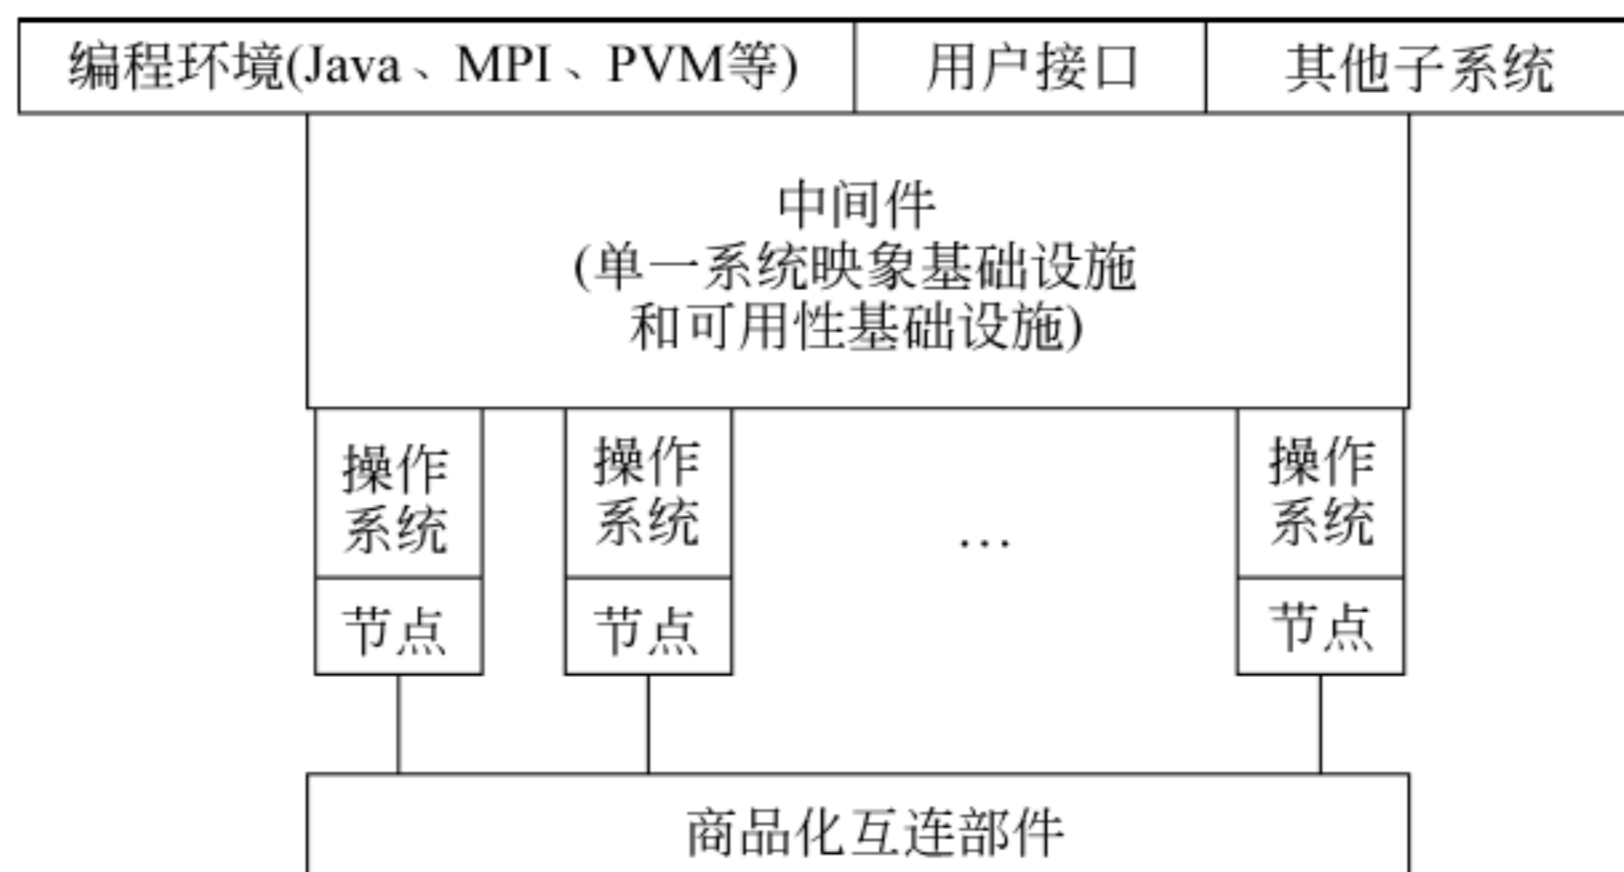 编程环境(Java、MPI、PVM等) 用户接口 其他子系统
中间件
(单一系统映象基础设施
和可用性基础设施)
操作 操作 操作
系统 系统 … 系统
节点 节点 节点
商品化互连部件